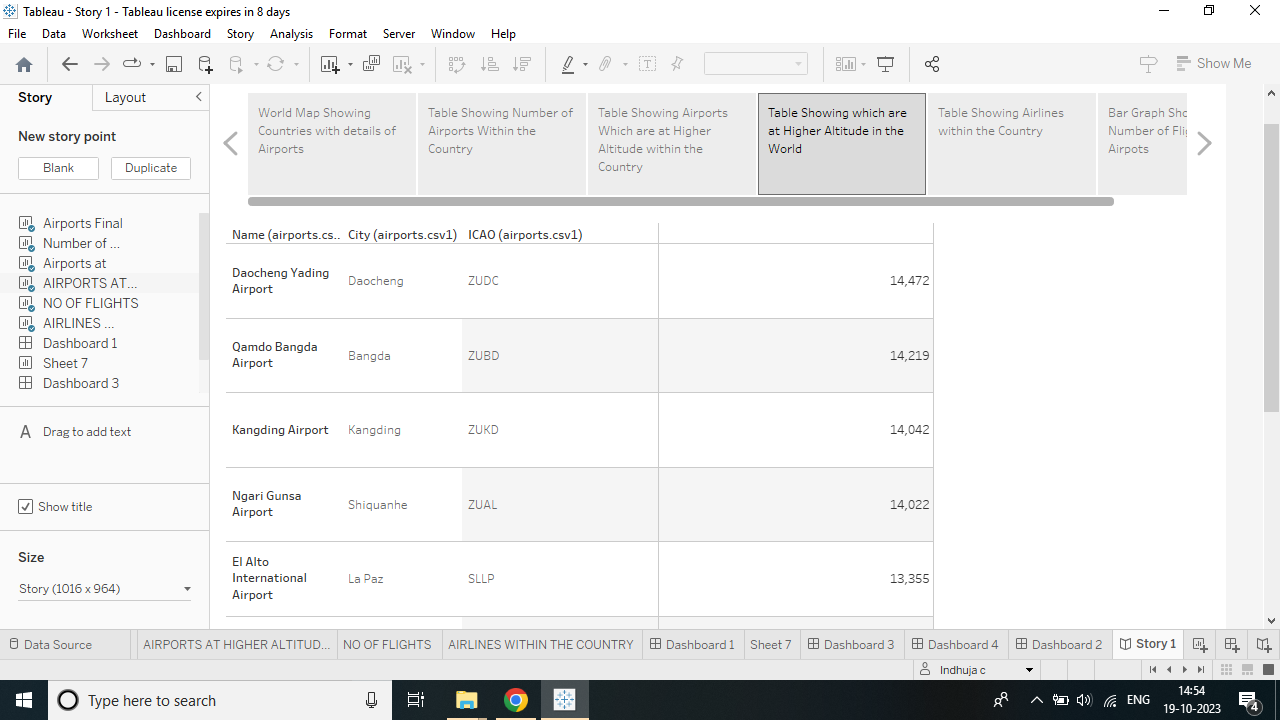 Tableau - Story 1 - Tableau license expires in 8 days
File Data Worksheet Dashboard Story Analysis Format Server Window Help
Show Me
Story Layout
New story point
Blank Duplicate
Airports Final
Number of ...
Airports at
AIRPORTS AT...
NO OF FLIGHTS
AIRLINES ...
Dashboard 1
Sheet 7
Dashboard 3
A Drag to add text
Show title
Size
Story (1016 x 964)
World Map Showing
Countries with details of
Airports
Table Showing Number of
Airports Within the
Country
Table Showing Airports
Which are at Higher
Altitude within the
Country
Table Showing which are
at Higher Altitude in the
World
Table Showing Airlines
within the Country
Bar Graph Sho
Number of Flig
Airpots
Name (airports.cs.. City (airports.csv1) ICAO (airports.csv1)
Daocheng Yading
Airport
Daocheng ZUDC 14,472
Qamdo Bangda
Airport
Bangda ZUBD 14,219
Kangding Airport Kangding ZUKD 14,042
Ngari Gunsa
Airport
Shiquanhe ZUAL 14,022
El Alto
International
Airport
La Paz SLLP 13,355
Data Source AIRPORTS AT HIGHER ALTITUD... NO OF FLIGHTS AIRLINES WITHIN THE COUNTRY Dashboard 1 Sheet 7 Dashboard 3 Dashboard 4 Dashboard 2 Story 1
Indhuja c
Type here to search
ENG
14:54
19-10-2023
4